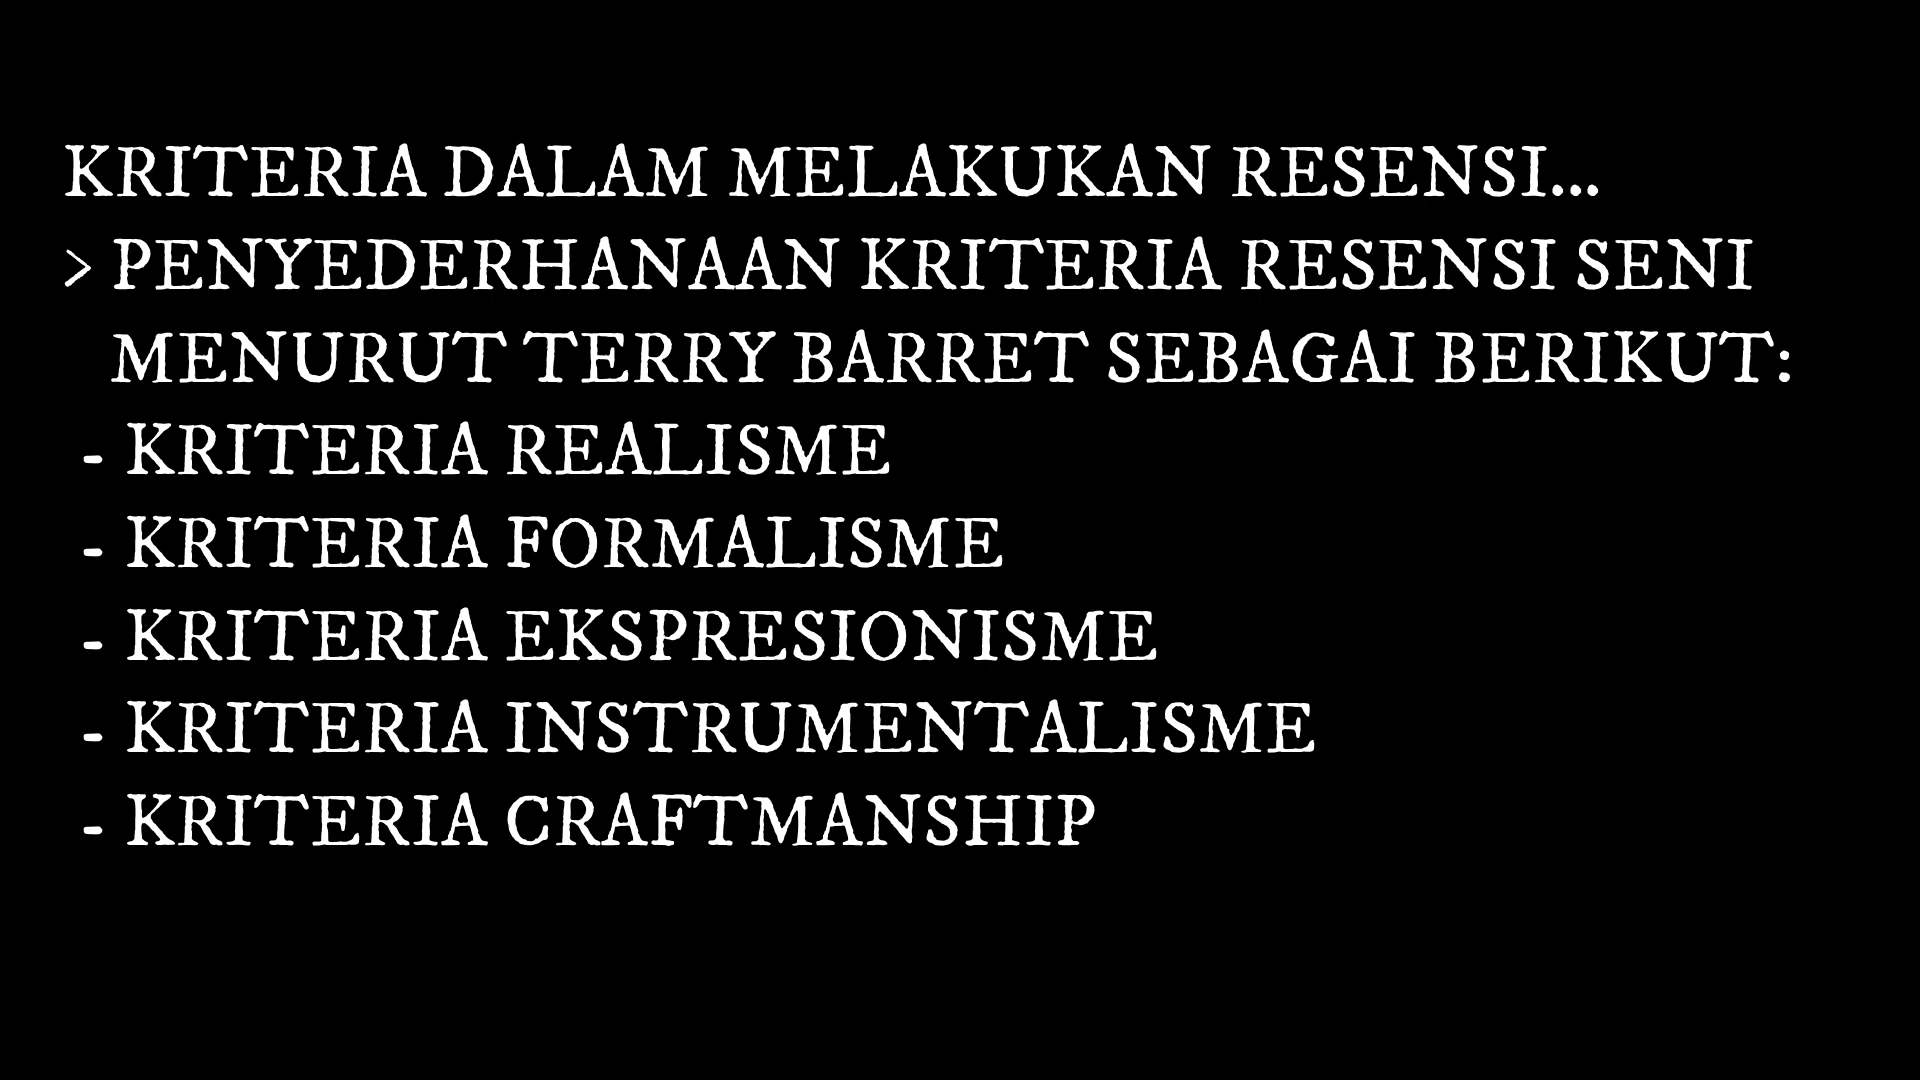 KRITERIA DALAM MELAKUKAN RESENSI...
> PENYEDERHANAAN KRITERIA RESENSI SENI
MENURUT TERRY BARRET SEBAGAI BERIKUT:
- KRITERIA REALISME
- KRITERIA FORMALISME
- KRITERIA EKSPRESIONISME
- KRITERIA INSTRUMENTALISME
- KRITERIA CRAFTMANSHIP